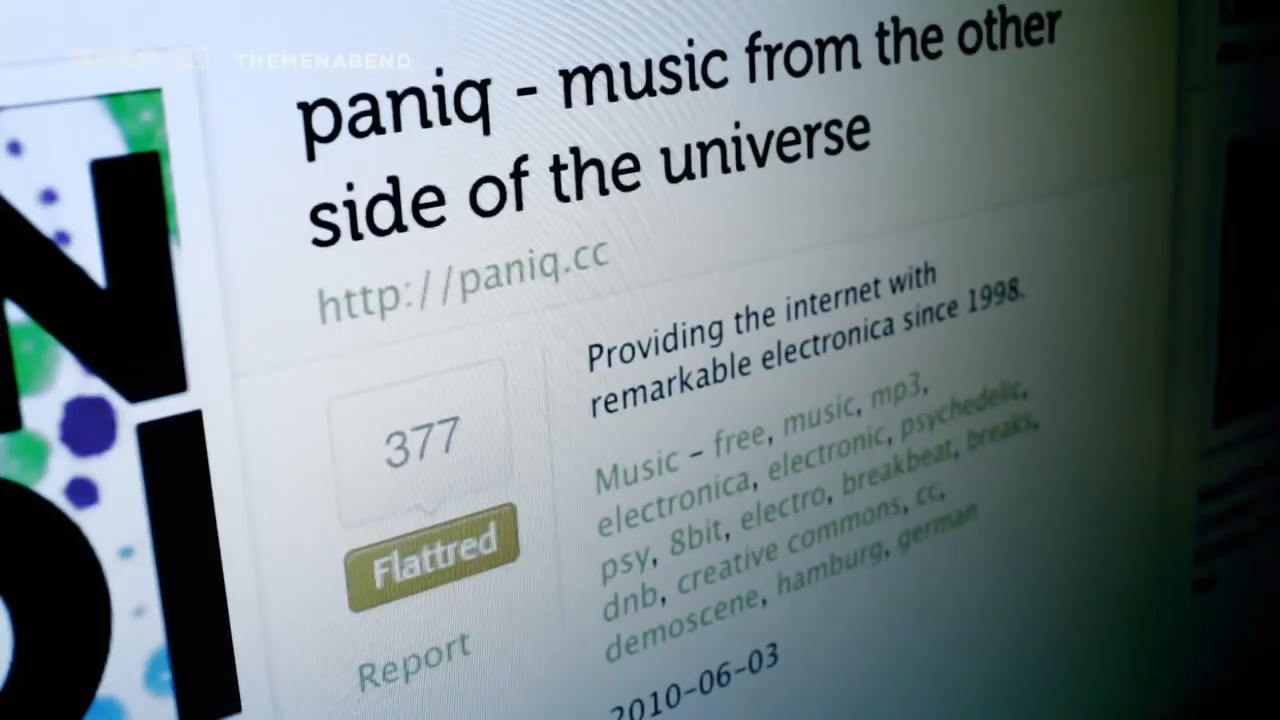 THEMENABEND
paniq - music from the other
side of the universe
http://paniq.cc
Providing the internet with
remarkable electronica since 1998.
377
Flattred
Report
Music – free, music, mp3,
electronica, electronic, psychedelic,
psy, 8bit, electro, breakbeat, breaks,
dnb, creative commons, cc,
demoscene, hamburg, german
2010-06-03